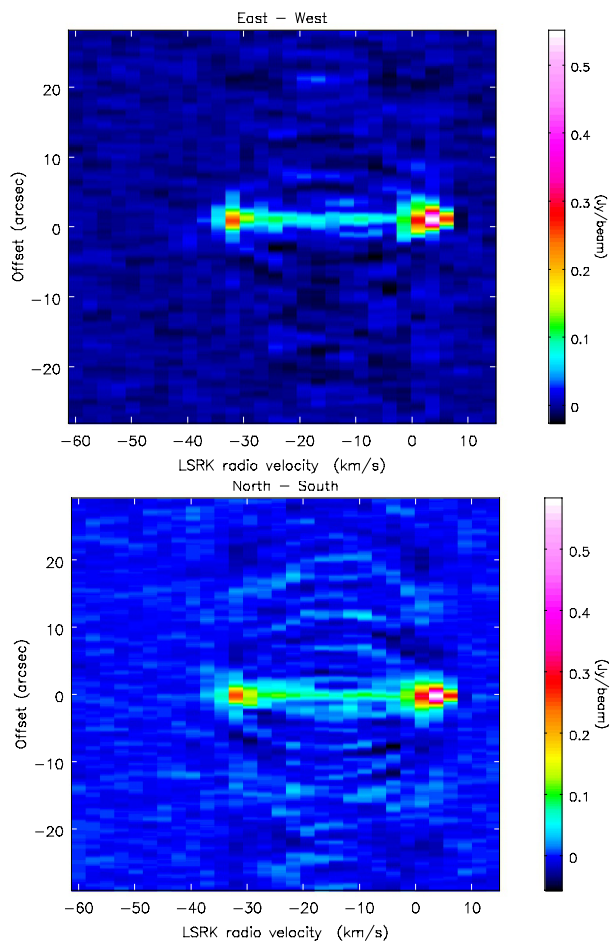 East – West
20
10
0
−10
−20
Offset (arcsec)
−60 −50 −40 −30 −20 −10 0 10
LSRK radio velocity (km/s)
0.5
0.4
0.3
0.2
0.1
0
(Jy/beam)
North – South
20
10
0
−10
−20
Offset (arcsec)
−60 −50 −40 −30 −20 −10 0 10
LSRK radio velocity (km/s)
0.5
0.4
0.3
0.2
0.1
0
(Jy/beam)